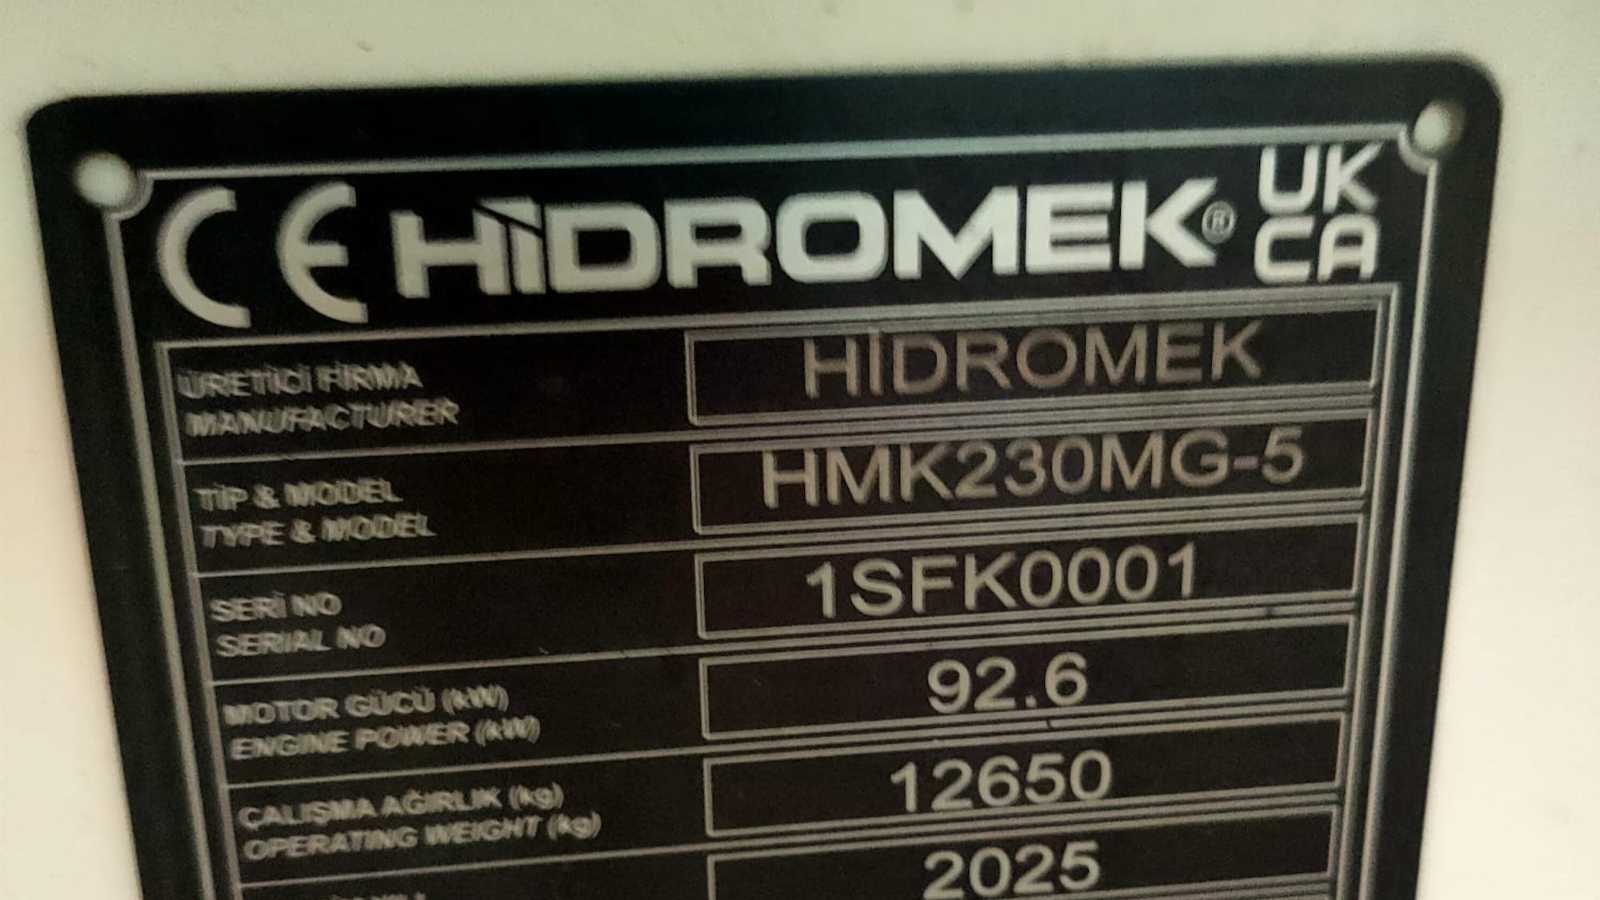 CE HİDROMEK® UK CA
ÜRETİCİ FİRMA
MANUFACTURER
HİDROMEK
TİP & MODEL
TYPE & MODEL
HMK230MG-5
SERİ NO
SERIAL NO
1SFK0001
MOTOR GÜCÜ (kW)
ENGINE POWER (kW)
92.6
ÇALIŞMA AĞIRLIK (kg)
OPERATING WEIGHT (kg)
12650
2025